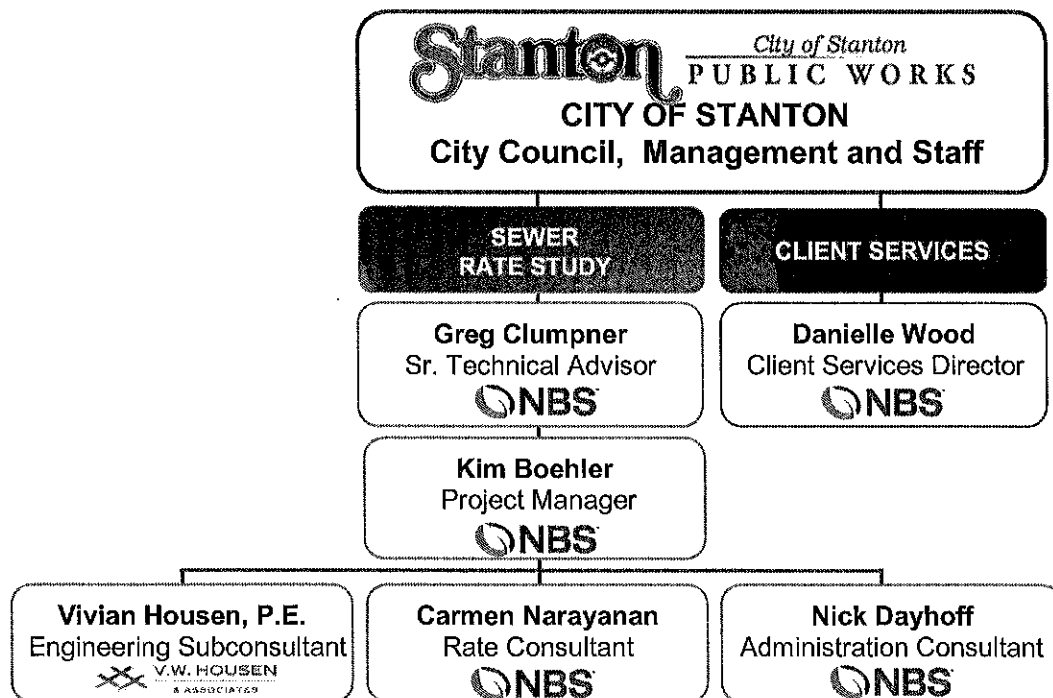 Stanton
City of Stanton
PUBLIC WORKS
CITY OF STANTON
City Council, Management and Staff
SEWER
RATE STUDY
CLIENT SERVICES
Greg Clumpner
Sr. Technical Advisor
NBS
Danielle Wood
Client Services Director
NBS
Kim Boehler
Project Manager
NBS
Vivian Housen, P.E.
Engineering Subconsultant
V.W. HOUSEN
& ASSOCIATES
Carmen Narayanan
Rate Consultant
NBS
Nick Dayhoff
Administration Consultant
NBS